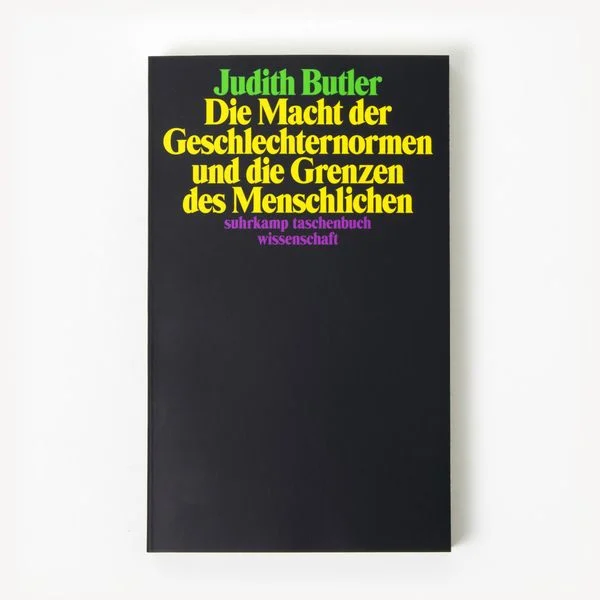 Judith Butler
Die Macht der
Geschlechternormen
und die Grenzen
des Menschlichen
suhrkamp taschenbuch
wissenschaft